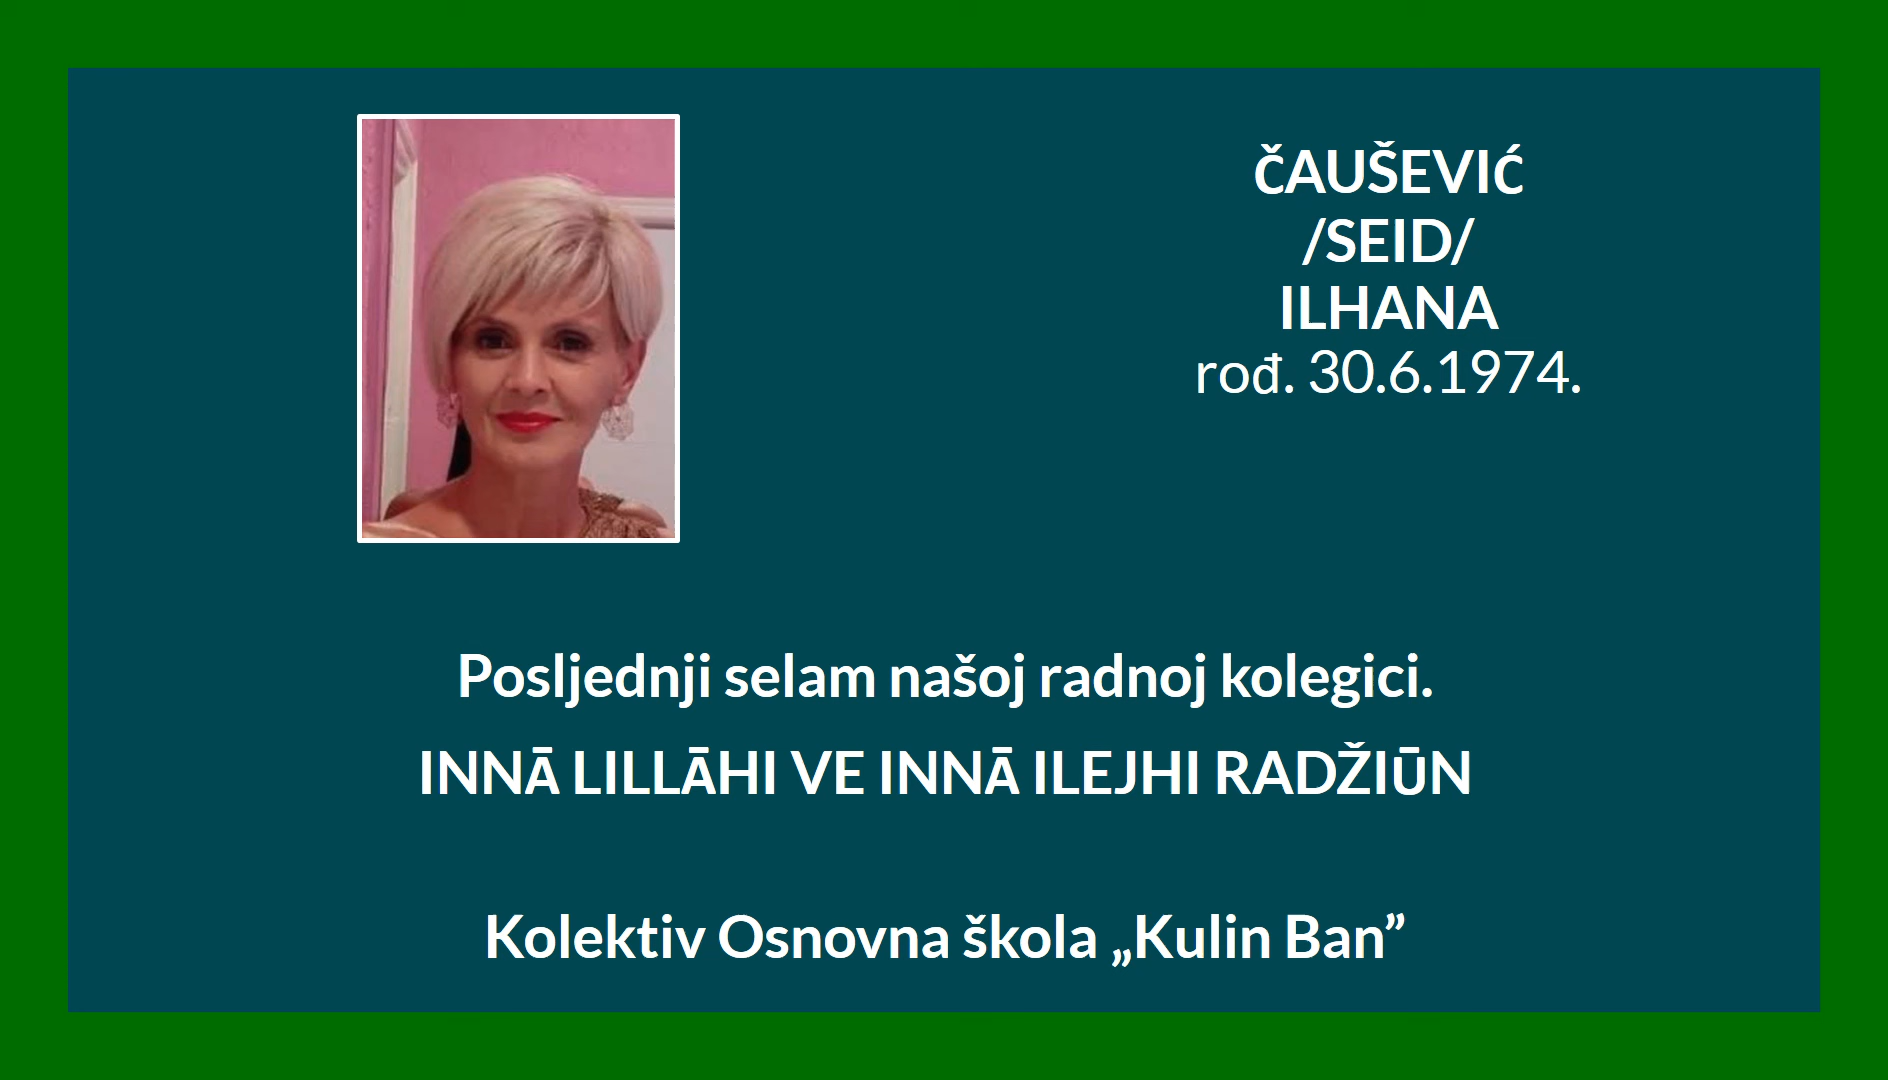 ČAUŠEVIĆ
/SEID/
ILHANA
rođ. 30.6.1974.
Posljednji selam našoj radnoj kolegici.
INNĀ LILLĀHI VE INNĀ ILEJHI RADŽIŪN
Kolektiv Osnovna škola „Kulin Ban”